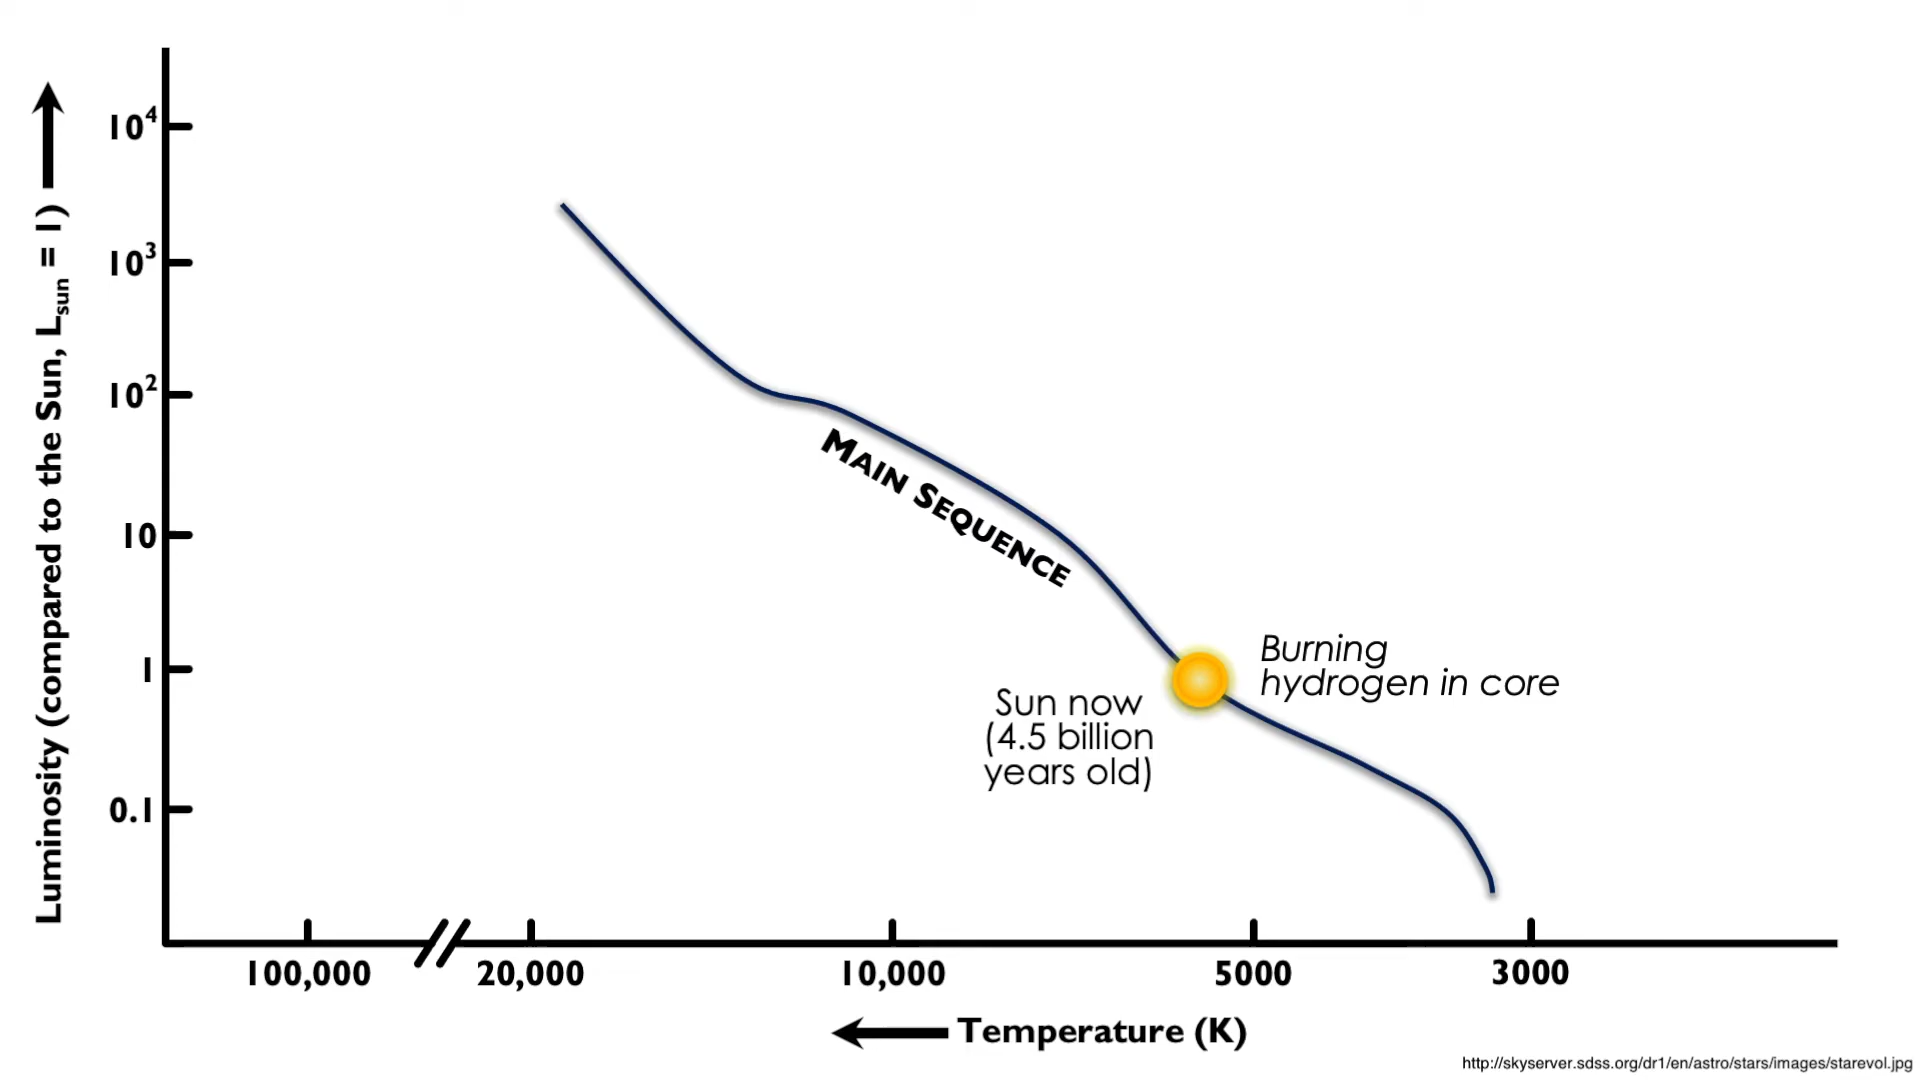 Luminosity (compared to the Sun, Lsun = 1)
10⁴
10³
10²
10
1
0.1
MAIN SEQUENCE
Burning
hydrogen in core
Sun now
(4.5 billion
years old)
100,000
20,000
10,000
5000
3000
Temperature (K)
http://skyserver.sdss.org/dr1/en/astro/stars/images/starevol.jpg